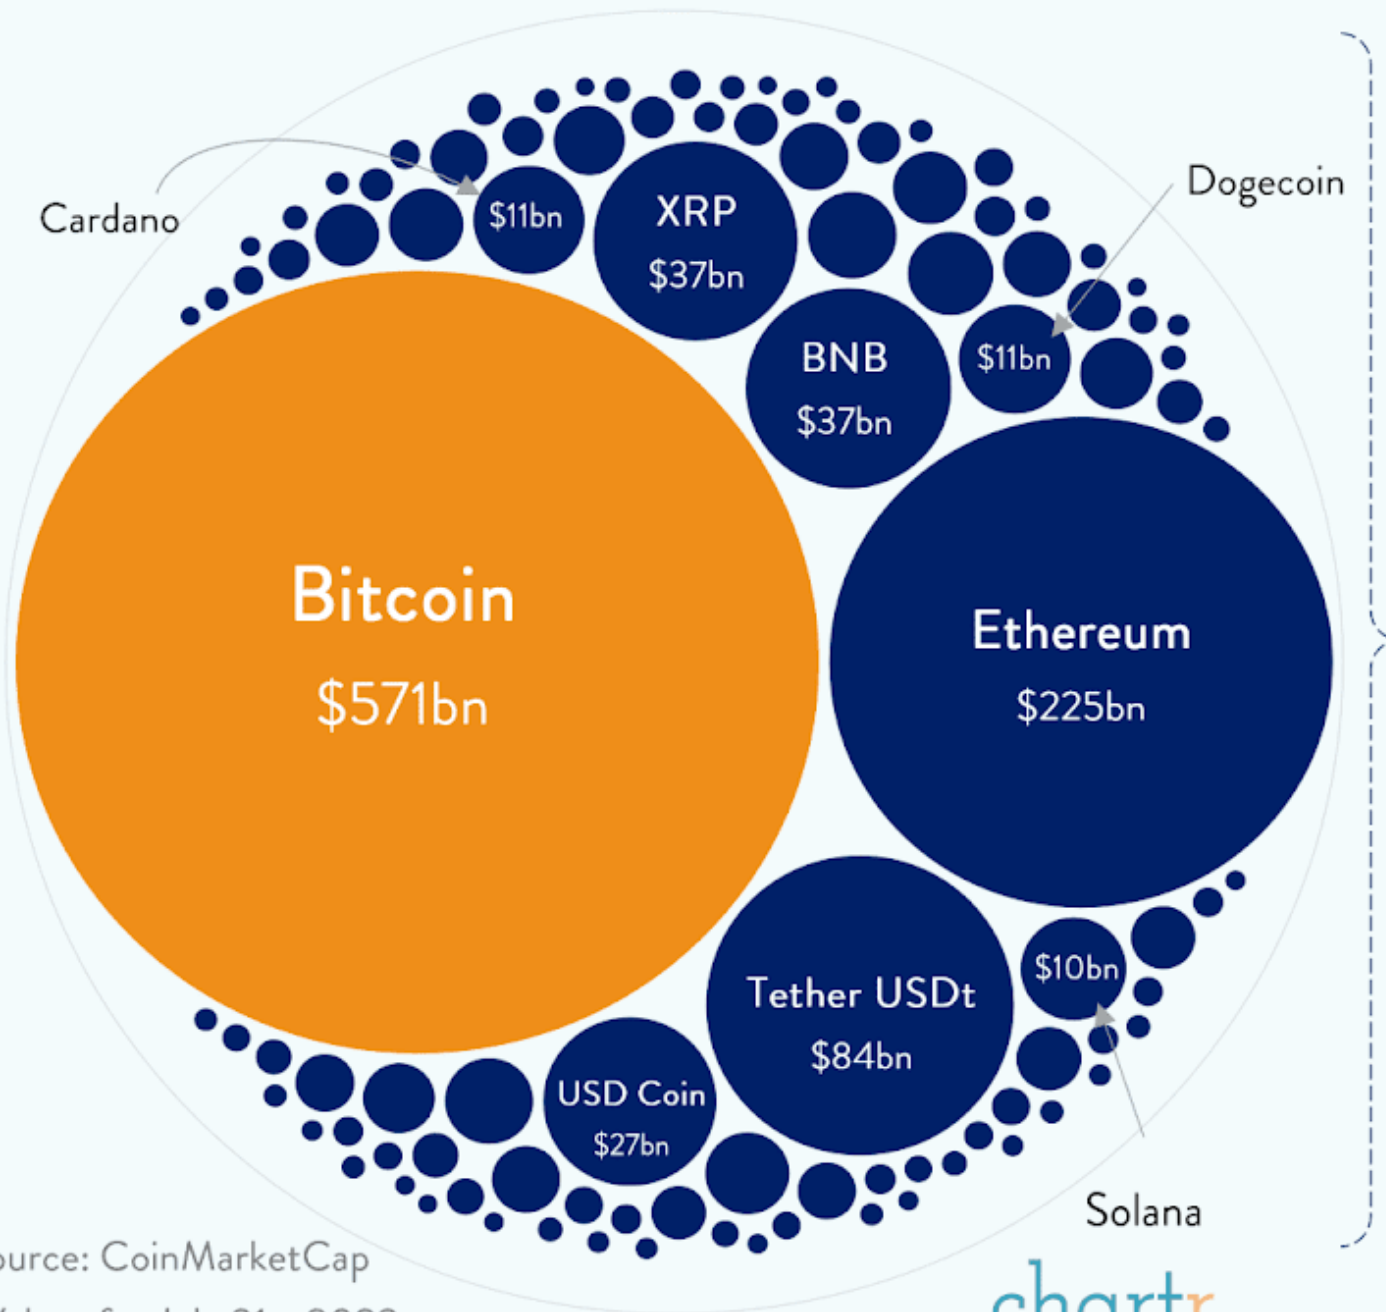 Cardano
$11bn
XRP
$37bn
Dogecoin
BNB
$37bn
$11bn
Bitcoin
$571bn
Ethereum
$225bn
Tether USDt
$84bn
$10bn
USD Coin
$27bn
Solana
ource: CoinMarketCap
chartr